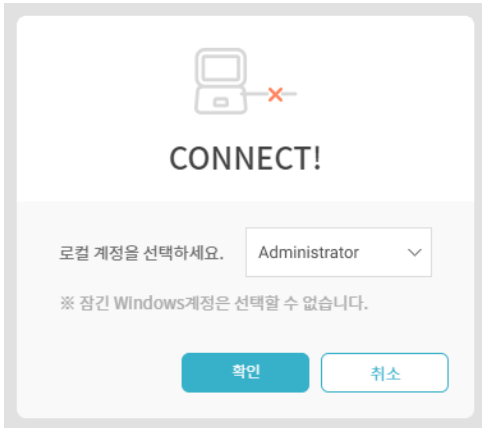 CONNECT!
로컬 계정을 선택하세요. Administrator
※ 잠긴 Windows계정은 선택할 수 없습니다.
확인 취소